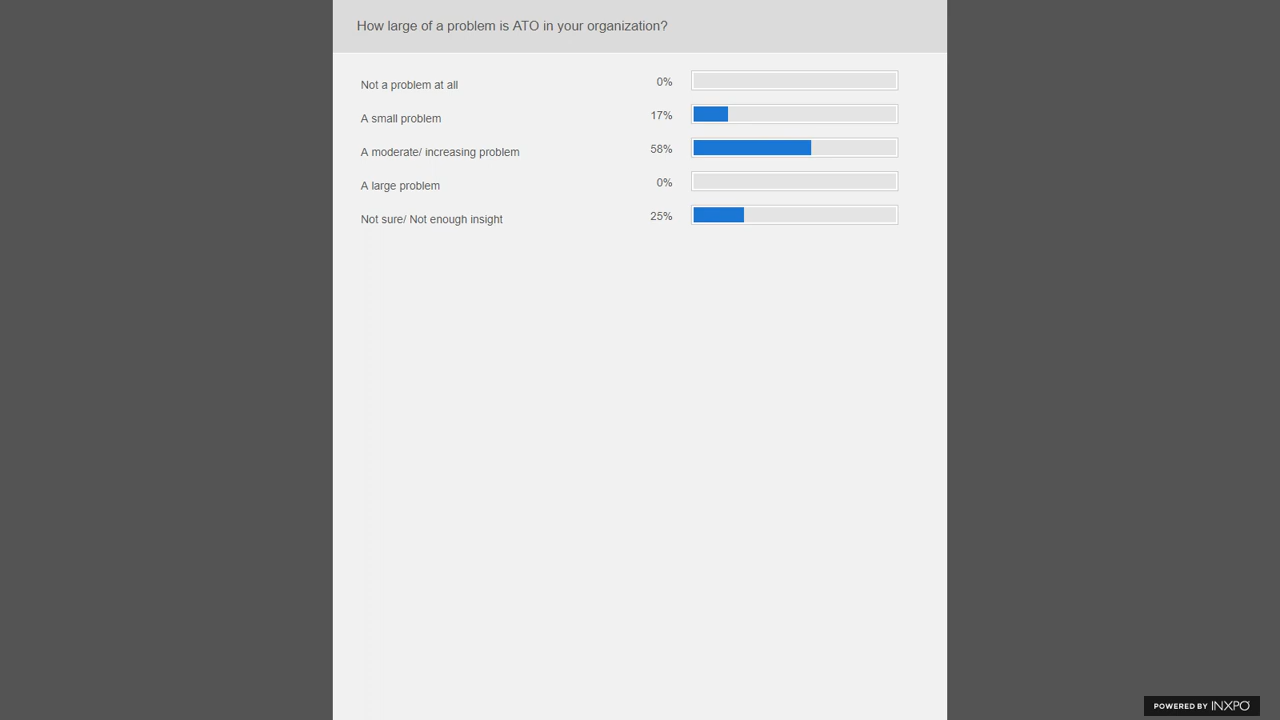 How large of a problem is ATO in your organization?
Not a problem at all 0%
A small problem 17%
A moderate/ increasing problem 58%
A large problem 0%
Not sure/ Not enough insight 25%
POWERED BY INXPO